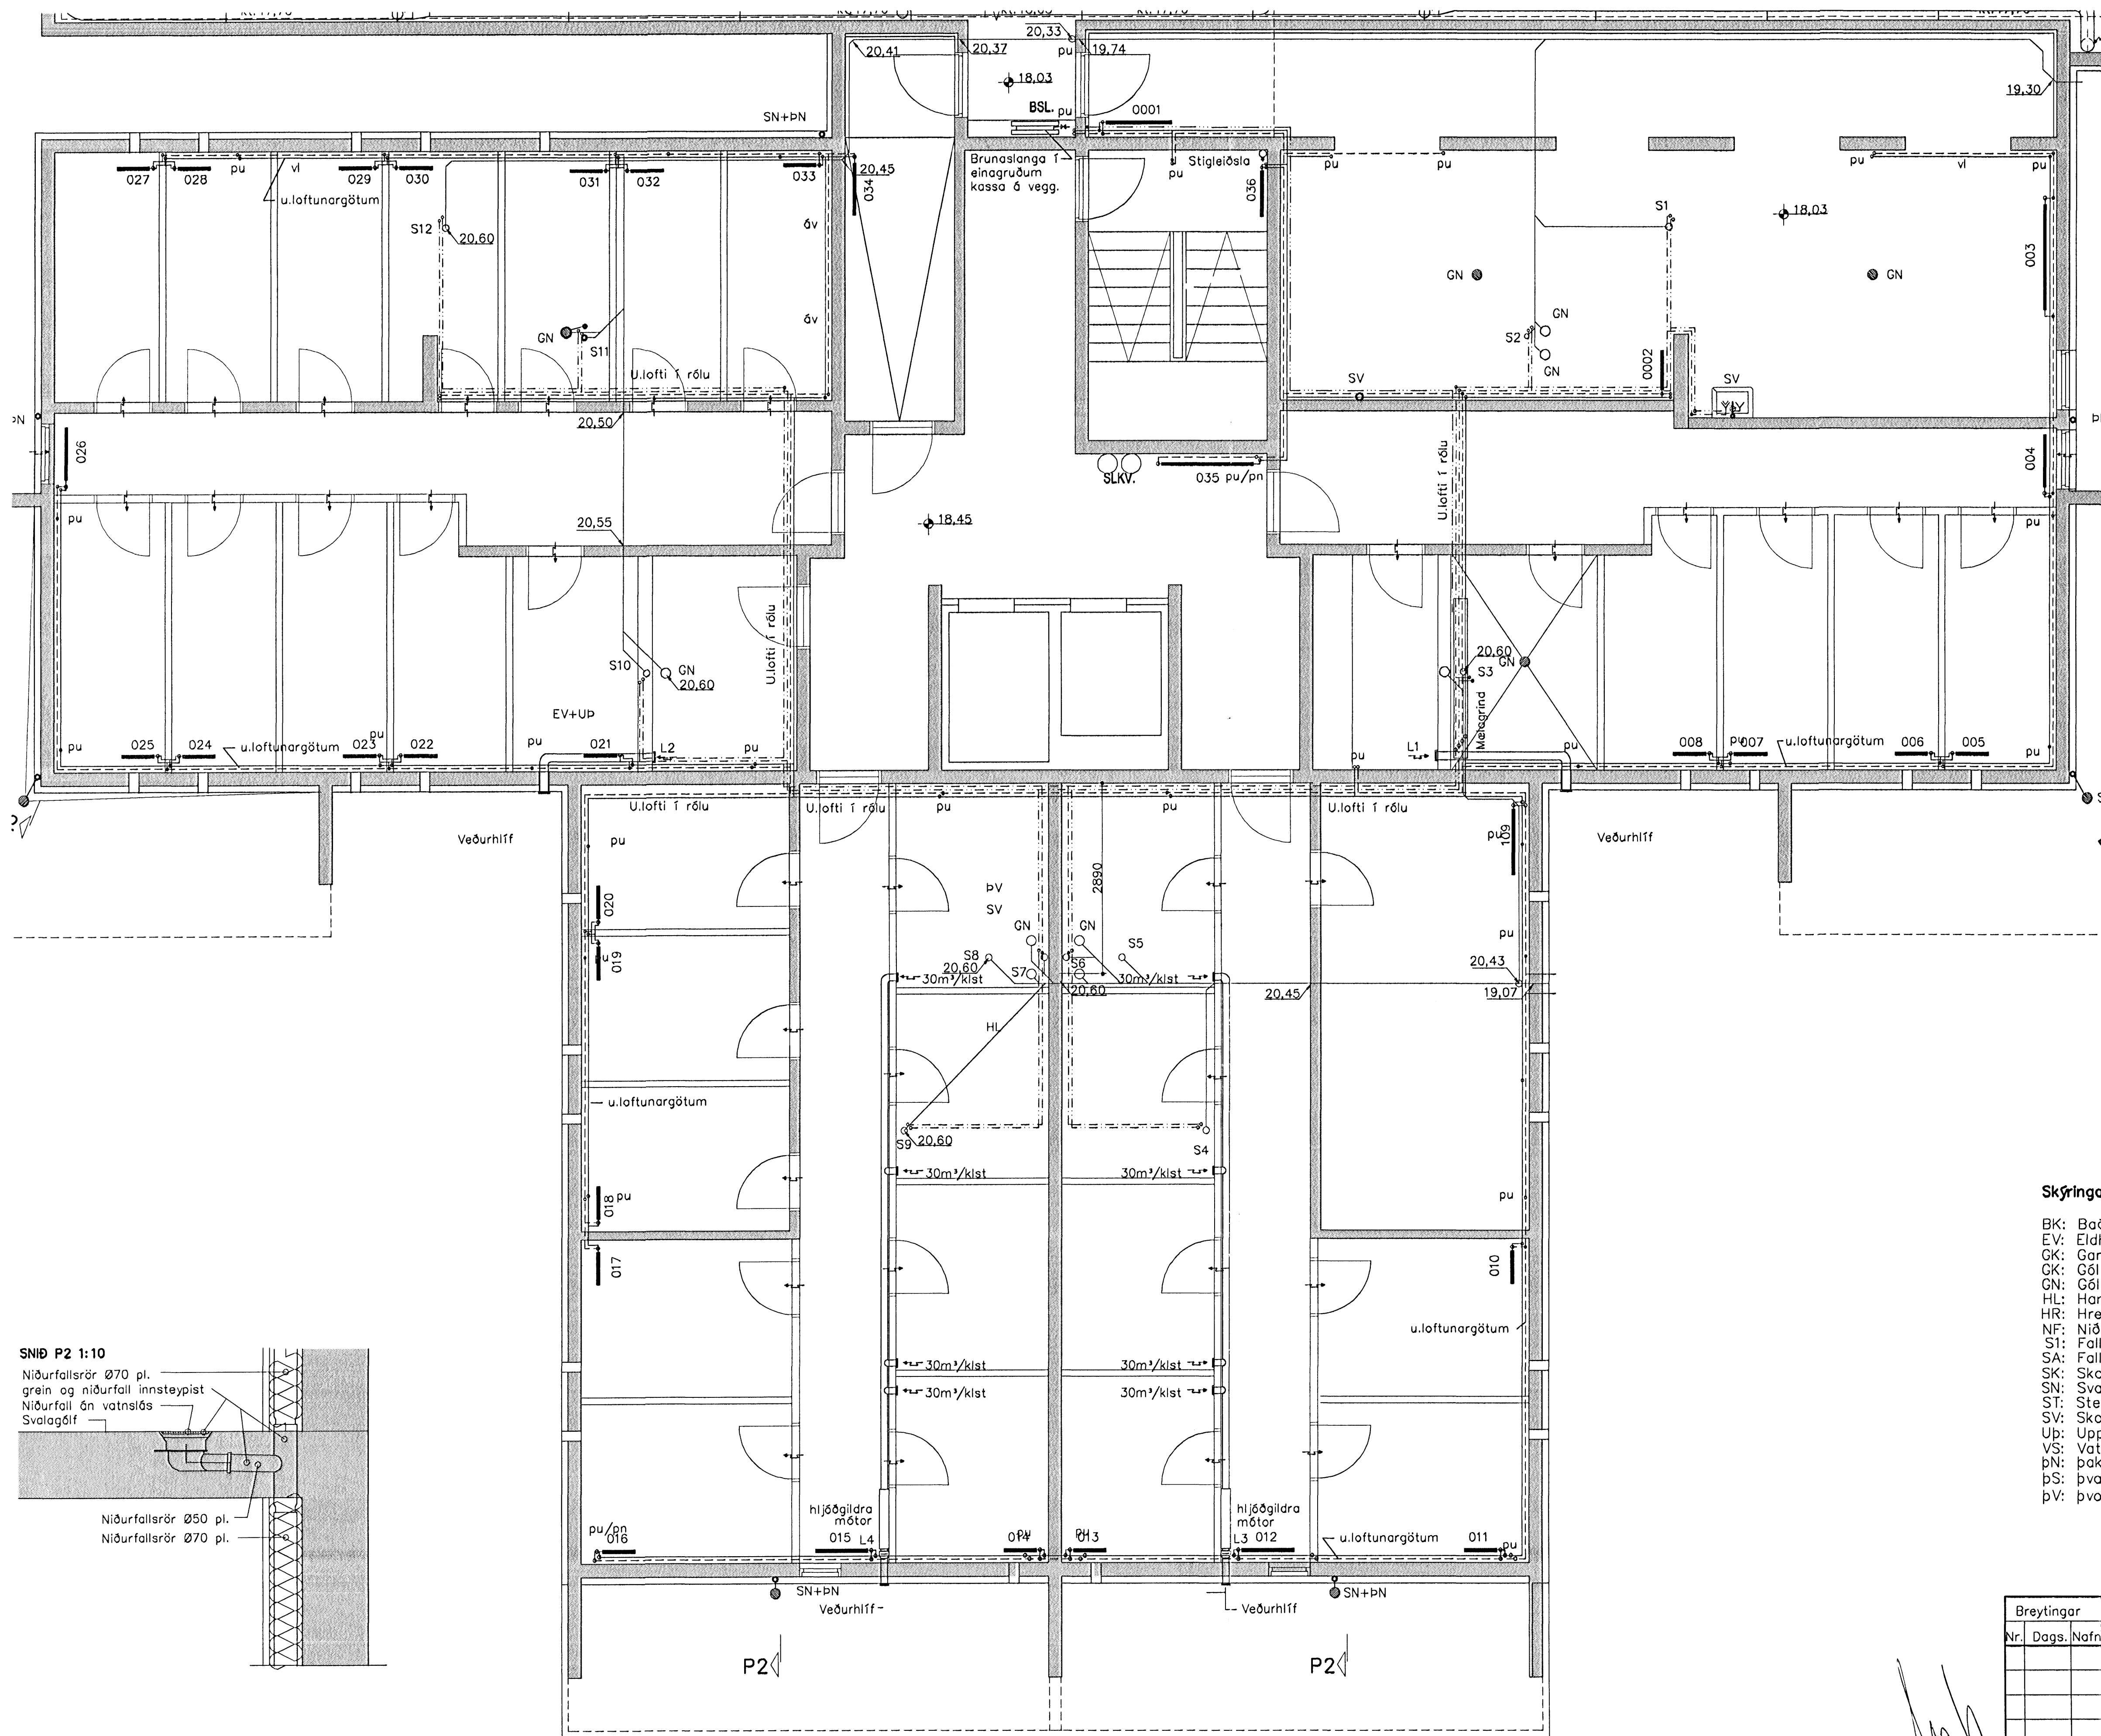 20,33
20,41
20,37
pu
19,74
18,03
19,30
BSL.
pu
0001
SN+ÞN
Brunaslanga í
einagruðum
kassa á vegg.
Stigleiðsla
pu
pu
pu
pu
vl
pu
027
028
pu
vl
029
030
031
032
033
20,45
034
036
u.loftunargötum
S12
20,60
áv
áv
S1
18,03
003
GN
GN
GN
S11
GN
S2
GN
U.lofti í rólu
0002
SV
SV
20,50
026
U.lofti í rólu
004
SLKV.
035 pu/pn
pu
20,55
18,45
pu
U.lofti í rólu
S10
GN
20,60
20,60
S3
GN
Mælagrind
EV+UÞ
pu
025
024
u.loftunargötum
023
pu
022
pu
021
L2
pu
L1
pu
pu
008
pu
007
u.loftunargötum
006
005
pu
U.lofti í rólu
U.lofti í rólu
pu
pu
U.lofti í rólu
Veðurhlíf
pu
pu
109
Veðurhlíf
020
2890
ÞV
SV
GN
GN
pu
019
S8
20,60
S7
S6
S5
20,43
30m³/klst
20,60
30m³/klst
20,45
19,07
HL
u.loftunargötum
S9
20,60
S4
30m³/klst
30m³/klst
018
pu
pu
017
010
u.loftunargötum
30m³/klst
30m³/klst
30m³/klst
30m³/klst
hljóðgildra
mótor
hljóðgildra
mótor
pu/pn
016
015
L4
014
pu
pu
013
L3
012
u.loftunargötum
011
pu
SN+ÞN
SN+ÞN
Veðurhlíf
Veðurhlíf
P2
P2
SNIÐ P2 1:10
Niðurfallsrör Ø70 pl.
grein og niðurfall innsteypist
Niðurfall án vatnslás
Svalagólf
Niðurfallsrör Ø50 pl.
Niðurfallsrör Ø70 pl.
BK:
EV:
GK:
GK:
GN:
HL:
HR:
NF:
S1:
SA:
SK:
SN:
ST:
SV:
UÞ:
VS:
ÞN:
ÞS:
ÞV:
Breytingar
Nr. Dags. Nafn